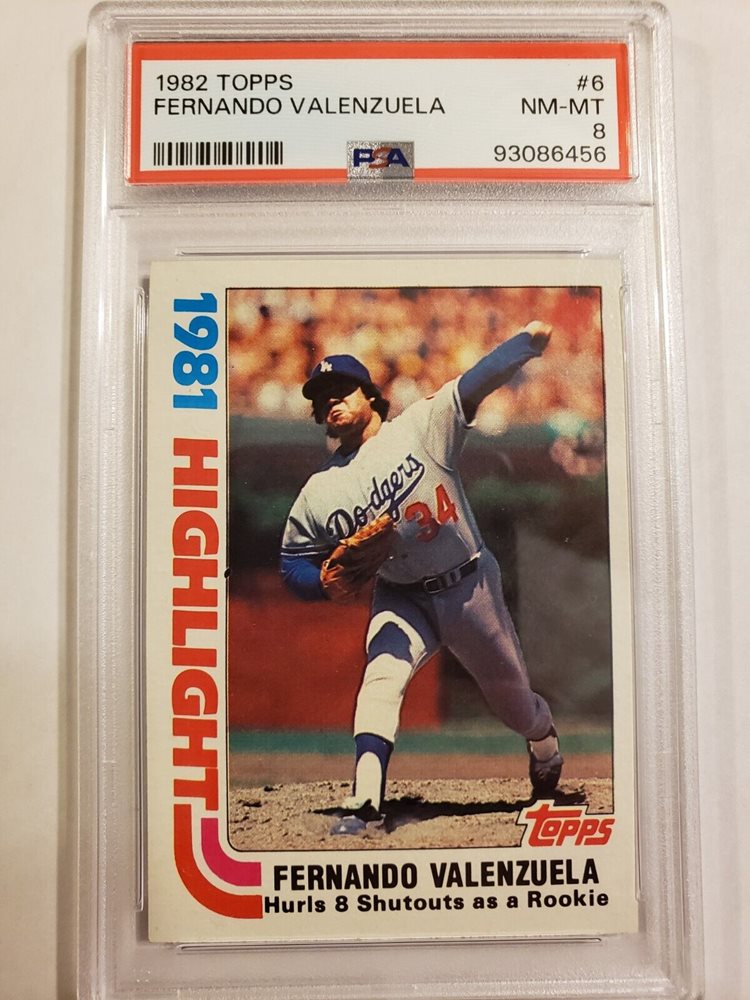 1982 TOPPS #6
FERNANDO VALENZUELA NM-MT
8
PSA 93086456
1981 HIGHLIGHT
LA
Dodgers
34
TOPPS
FERNANDO VALENZUELA
Hurls 8 Shutouts as a Rookie